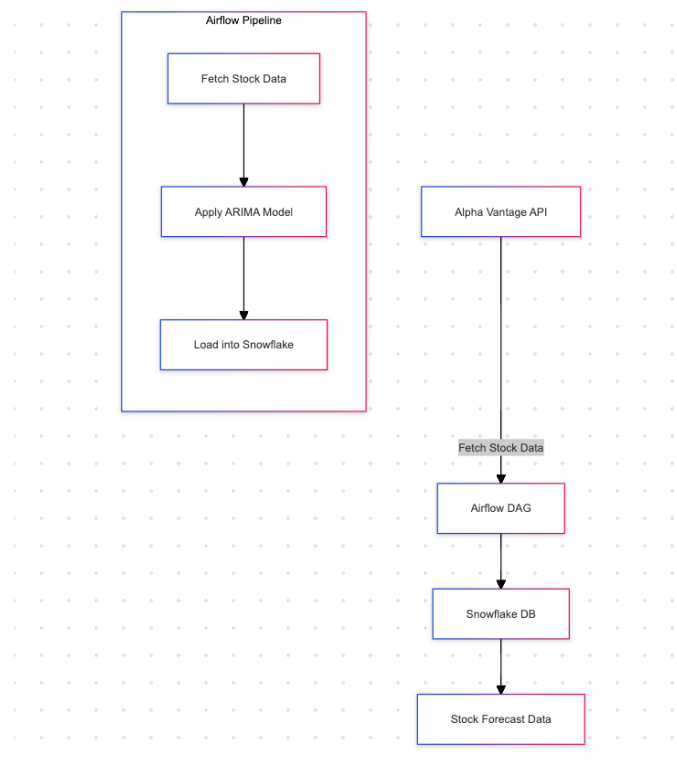 Airflow Pipeline
Fetch Stock Data
Apply ARIMA Model
Load into Snowflake
Alpha Vantage API
Fetch Stock Data
Airflow DAG
Snowflake DB
Stock Forecast Data